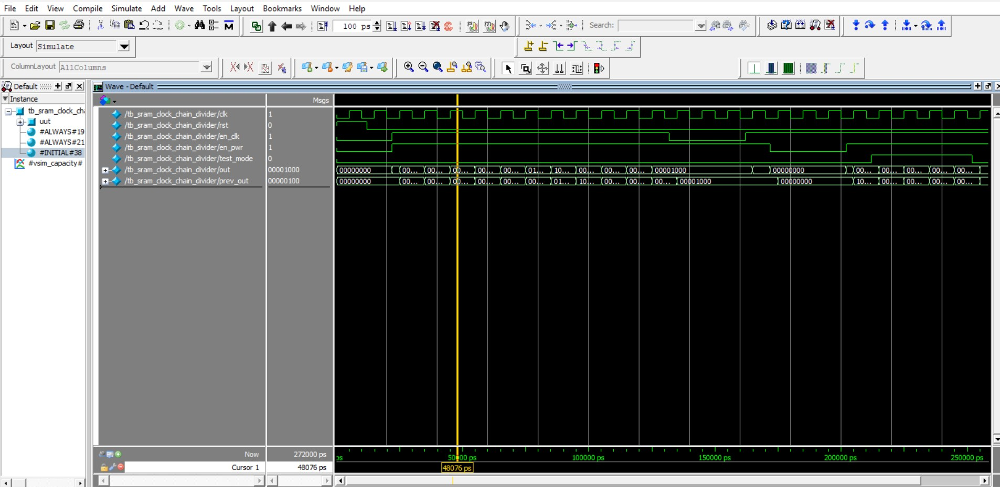 File Edit View Compile Simulate Add Wave Tools Layout Bookmarks Window Help
100 ps Search:
Layout Simulate
ColumnLayout AllColumns
Default Wave - Default
Instance Msgs
tb_sram_clock_ch
uut
#ALWAYS#19
#ALWAYS#21
#INITIAL#38
#vsim_capacity#
/tb_sram_clock_chain_divider/clk 1
/tb_sram_clock_chain_divider/rst 0
/tb_sram_clock_chain_divider/en_clk 1
/tb_sram_clock_chain_divider/en_pwr 1
/tb_sram_clock_chain_divider/test_mode 0
/tb_sram_clock_chain_divider/out 00001000 00000000 00... 00... 00... 00... 00... 01... 10... 00... 00... 00... 00001000 00000000 00... 00... 00... 00... 00...
/tb_sram_clock_chain_divider/prev_out 00000100 00000000 00... 00... 00... 00... 00... 00... 01... 10... 00... 00... 00... 00001000 00000000 10... 00... 00... 00... 00...
Now 272000 ps ps 50000 ps 100000 ps 150000 ps 200000 ps 250000 ps
Cursor 1 48076 ps 48076 ps